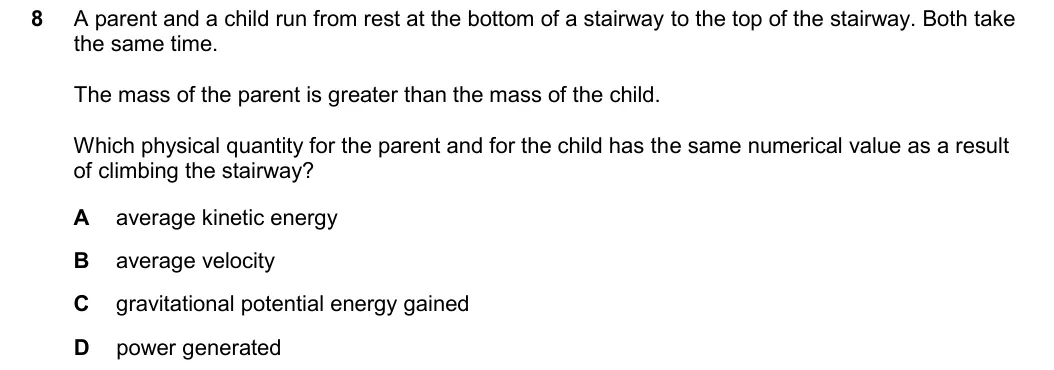 8 A parent and a child run from rest at the bottom of a stairway to the top of the stairway. Both take
the same time.
The mass of the parent is greater than the mass of the child.
Which physical quantity for the parent and for the child has the same numerical value as a result
of climbing the stairway?
A average kinetic energy
B average velocity
C gravitational potential energy gained
D power generated